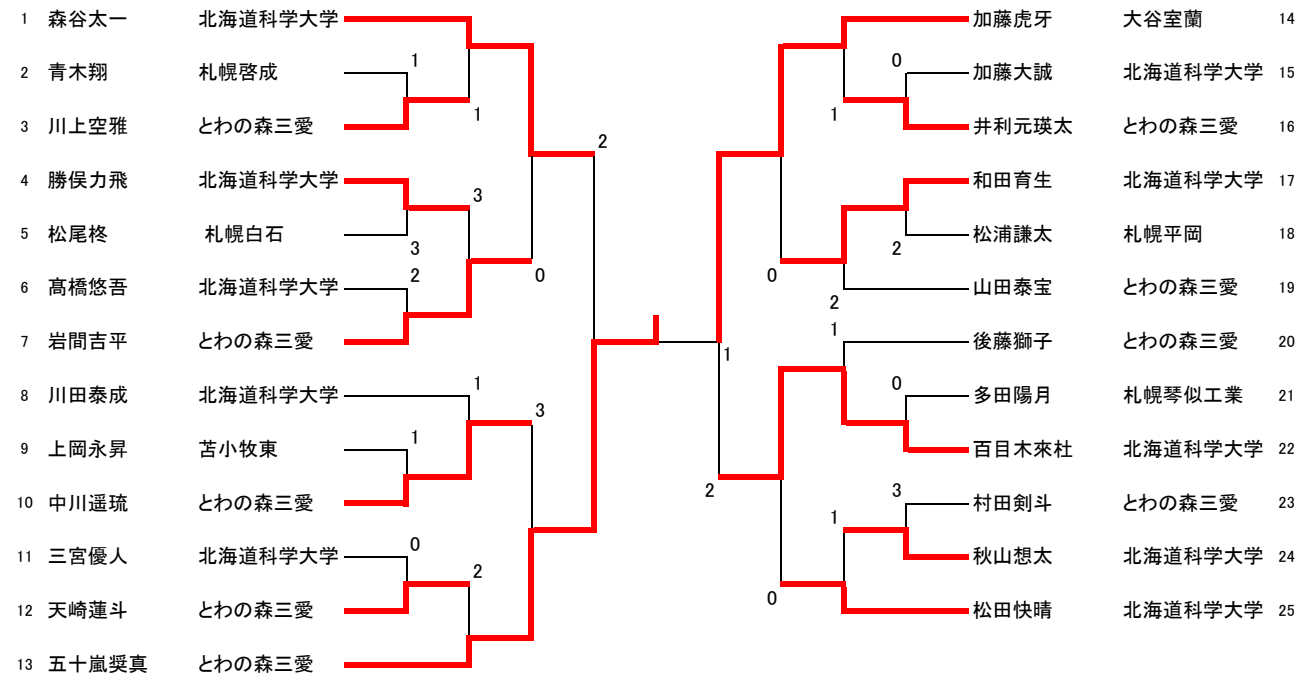 1 森谷太一 北海道科学大学
2 青木翔 札幌啓成
3 川上空雅 とわの森三愛
4 勝俣力飛 北海道科学大学
5 松尾柊 札幌白石
6 髙橋悠吾 北海道科学大学
7 岩間吉平 とわの森三愛
8 川田泰成 北海道科学大学
9 上岡永昇 苫小牧東
10 中川遥琉 とわの森三愛
11 三宮優人 北海道科学大学
12 天崎蓮斗 とわの森三愛
13 五十嵐奨真 とわの森三愛
1
1
2
3
3
2
0
1
3
1
0
2
加藤虎牙 大谷室蘭 14
加藤大誠 北海道科学大学 15
井利元瑛太 とわの森三愛 16
和田育生 北海道科学大学 17
松浦謙太 札幌平岡 18
山田泰宝 とわの森三愛 19
後藤獅子 とわの森三愛 20
多田陽月 札幌琴似工業 21
百目木來杜 北海道科学大学 22
村田剣斗 とわの森三愛 23
秋山想太 北海道科学大学 24
松田快晴 北海道科学大学 25
0
1
2
0
2
1
1
0
2
3
1
0